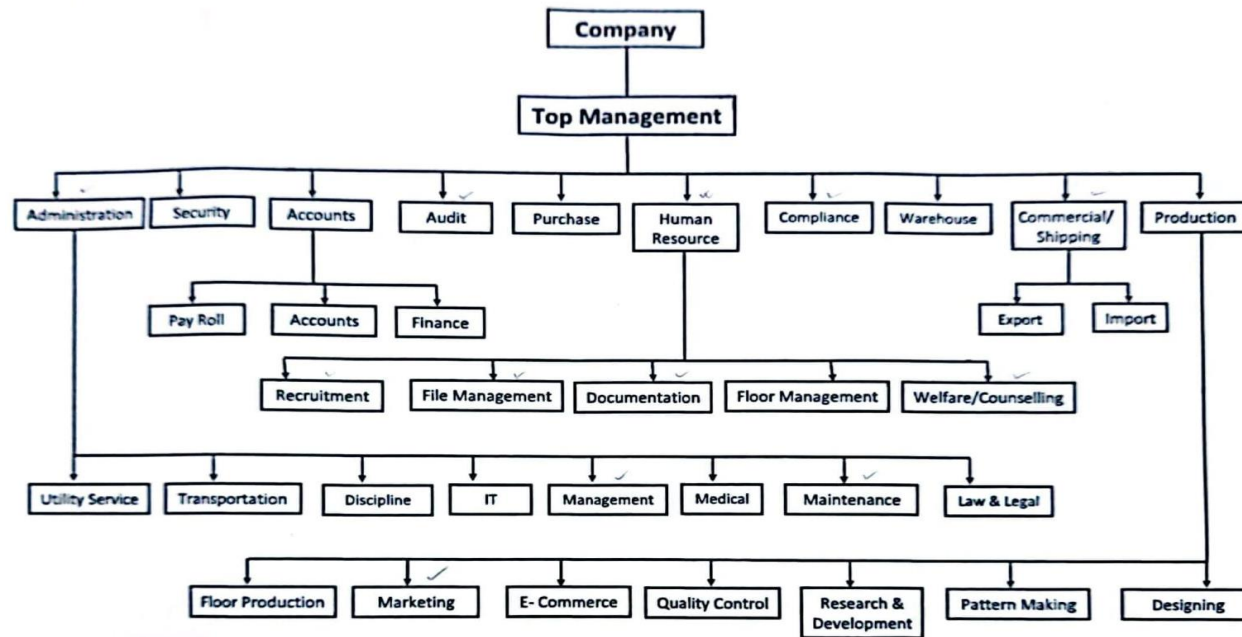 Company
Top Management
Administration
Security
Accounts
Audit
Purchase
Human
Resource
Compliance
Warehouse
Commercial/
Shipping
Production
Pay Roll
Accounts
Finance
Export
Import
Recruitment
File Management
Documentation
Floor Management
Welfare/Counselling
Utility Service
Transportation
Discipline
IT
Management
Medical
Maintenance
Law & Legal
Floor Production
Marketing
E- Commerce
Quality Control
Research &
Development
Pattern Making
Designing